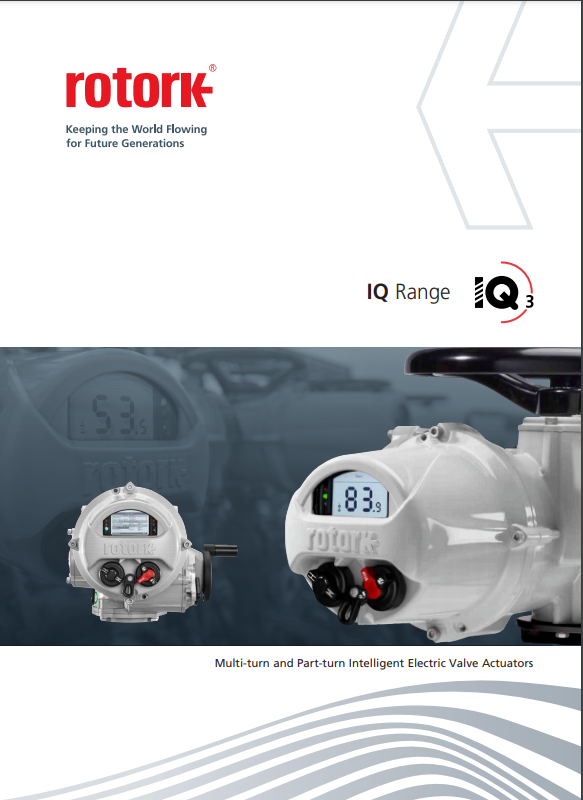 rotork®
Keeping the World Flowing
for Future Generations
IQ Range
IQ3
53.5
rotork
83.9
rotork
rotork
Multi-turn and Part-turn Intelligent Electric Valve Actuators